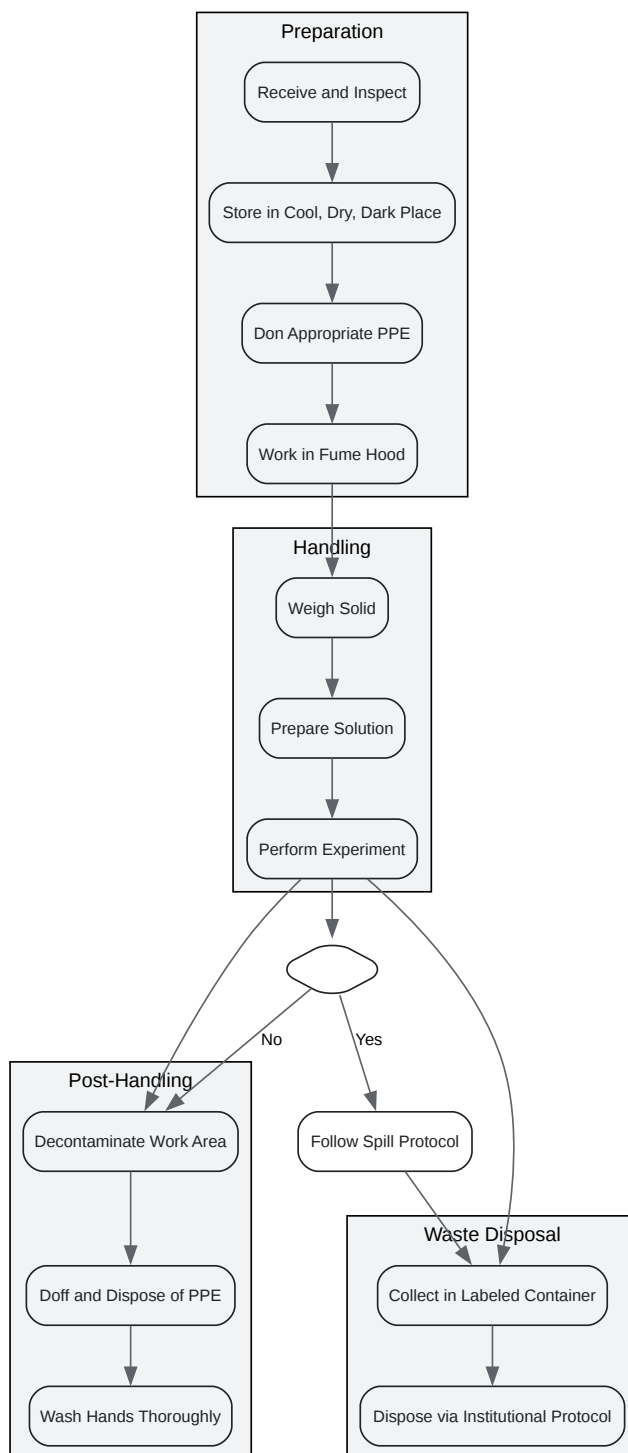 Preparation
Receive and Inspect
Store in Cool, Dry, Dark Place
Don Appropriate PPE
Work in Fume Hood
Handling
Weigh Solid
Prepare Solution
Perform Experiment
No
Yes
Post-Handling
Decontaminate Work Area
Follow Spill Protocol
Waste Disposal
Doff and Dispose of PPE
Collect in Labeled Container
Wash Hands Thoroughly
Dispose via Institutional Protocol